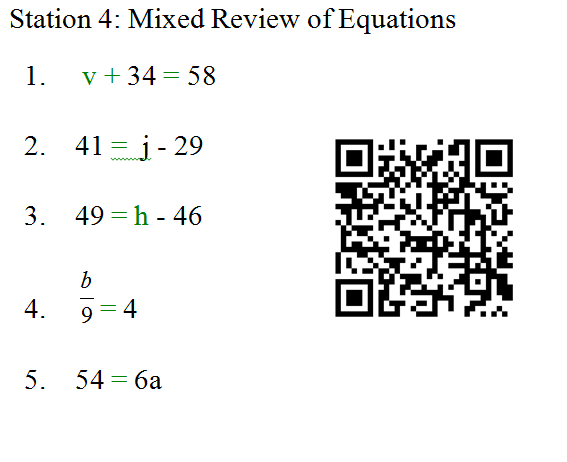 Station 4: Mixed Review of Equations
1. v + 34 = 58
2. 41 = j - 29
3. 49 = h - 46
4. b/9 = 4
5. 54 = 6a